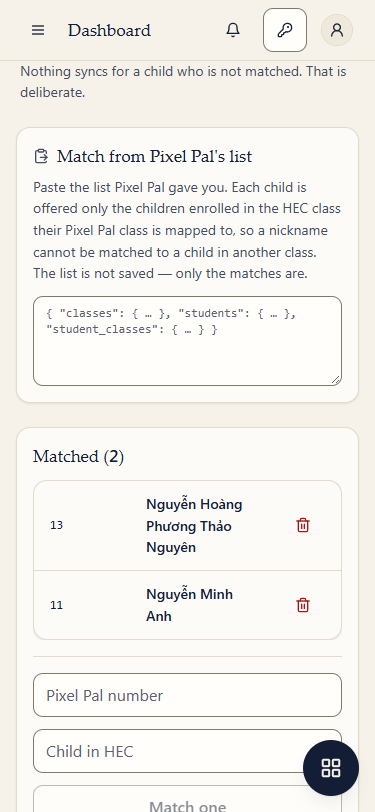 Dashboard
Nothing syncs for a child who is not matched. That is
deliberate.
Match from Pixel Pal's list
Paste the list Pixel Pal gave you. Each child is
offered only the children enrolled in the HEC class
their Pixel Pal class is mapped to, so a nickname
cannot be matched to a child in another class.
The list is not saved — only the matches are.
{ "classes": { … }, "students": { … },
"student_classes": { … } }
Matched (2)
13
Nguyễn Hoàng
Phương Thảo
Nguyên
11
Nguyễn Minh
Anh
Pixel Pal number
Child in HEC
Match one